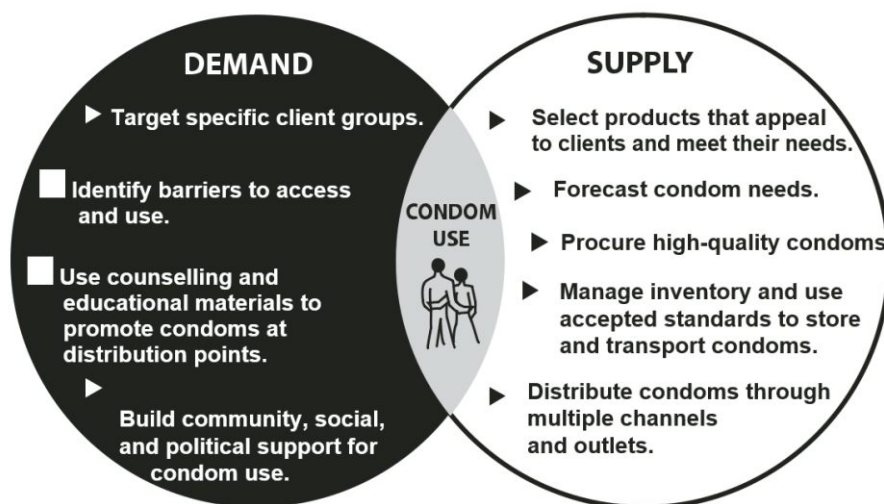 DEMAND
Target specific client groups.
Identify barriers to access
and use.
Use counselling and
educational materials to
promote condoms at
distribution points.
Build community, social,
and political support for
condom use.
CONDOM
USE
SUPPLY
Select products that appeal
to clients and meet their needs.
Forecast condom needs.
Procure high-quality condoms
Manage inventory and use
accepted standards to store
and transport condoms.
Distribute condoms through
multiple channels
and outlets.